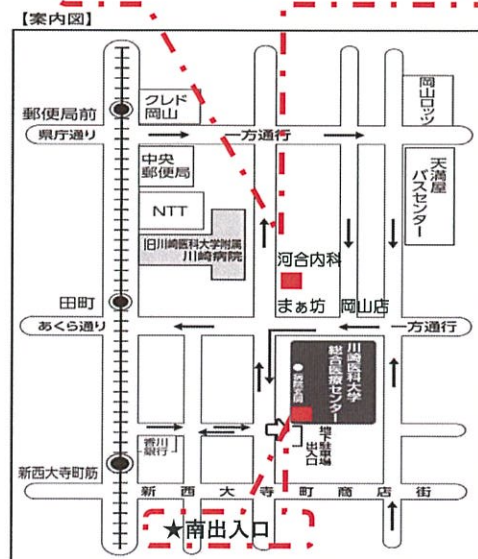 【案内図】
クレド
岡山
岡山ロッツ
郵便局前
県庁通り
一方通行
中央
郵便局
天満屋
バスセンター
NTT
旧川崎医科大学附属
川崎病院
河合内科
田町
まぁ坊 岡山店
あくら通り
一方通行
川崎医科大学
総合医療センター
病院玄関
地下駐車場
出入口
香川
銀行
新西大寺町筋
新西大寺町商店街
★南出入口